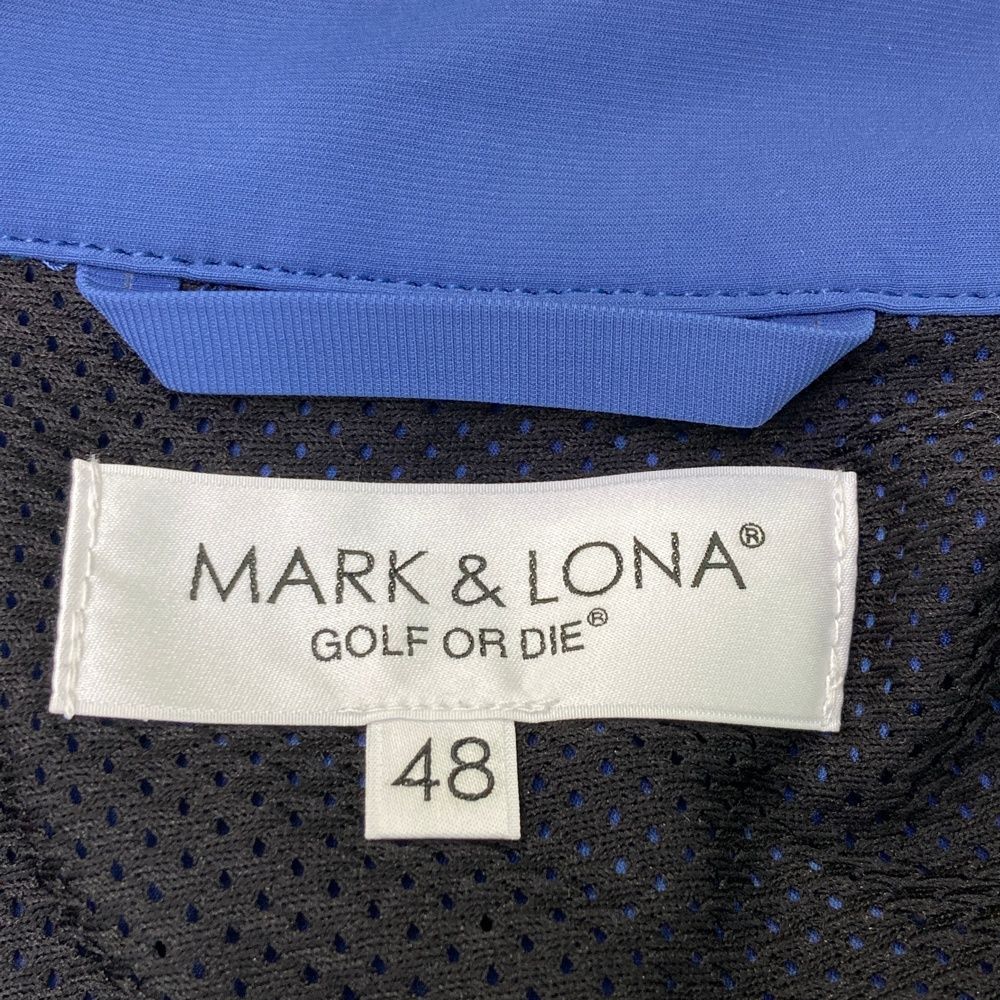 MARK & LONA®
GOLF OR DIE®
48